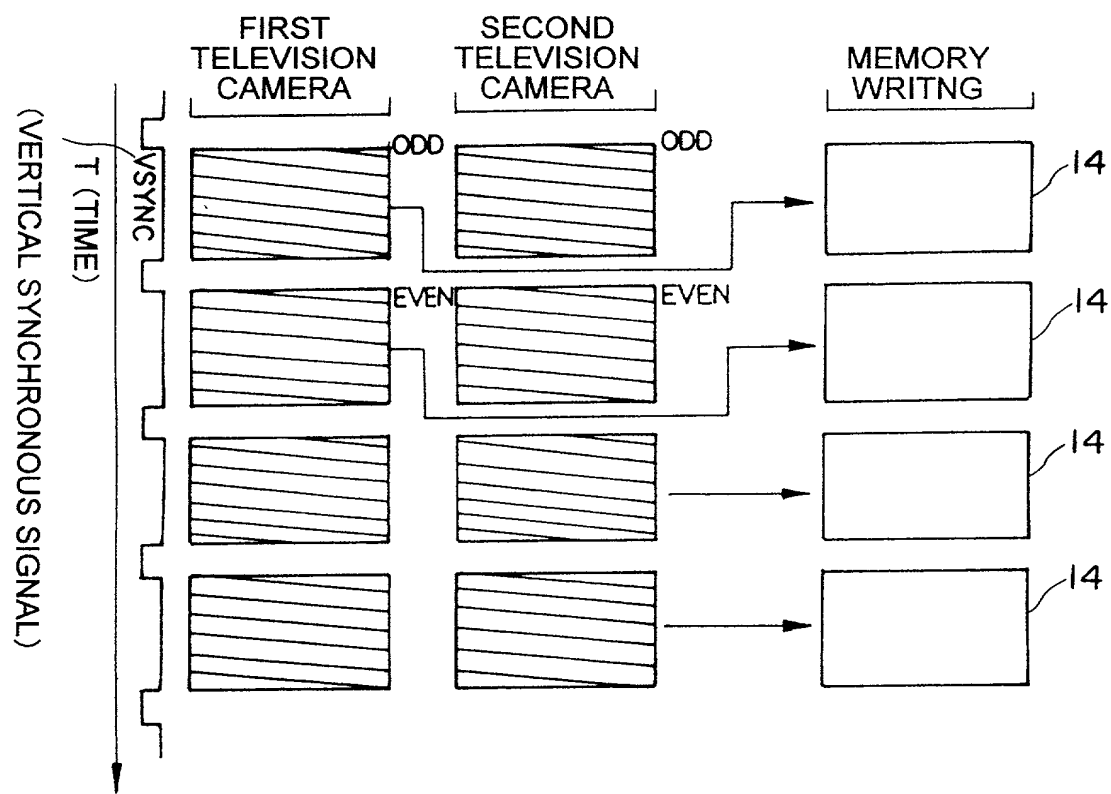 FIRST
TELEVISION
CAMERA
SECOND
TELEVISION
CAMERA
MEMORY
WRITNG
(VERTICAL SYNCHRONOUS SIGNAL)
T (TIME)
VSYNC
ODD
ODD
14
EVEN
EVEN
14
14
14